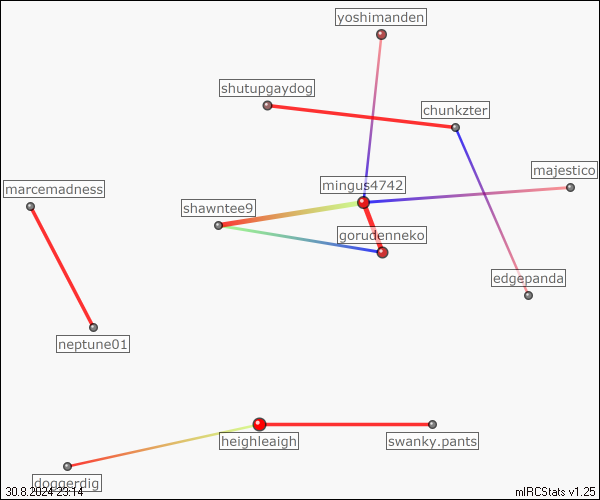 yoshimanden
shutupgaydog
chunkzter
majestico
mingus4742
marcemadness
shawntee9
gorudenneko
edgepanda
neptune01
heighleaigh
swanky.pants
doggerdig
30.8.2024 23:14
mIRCStats v1.25